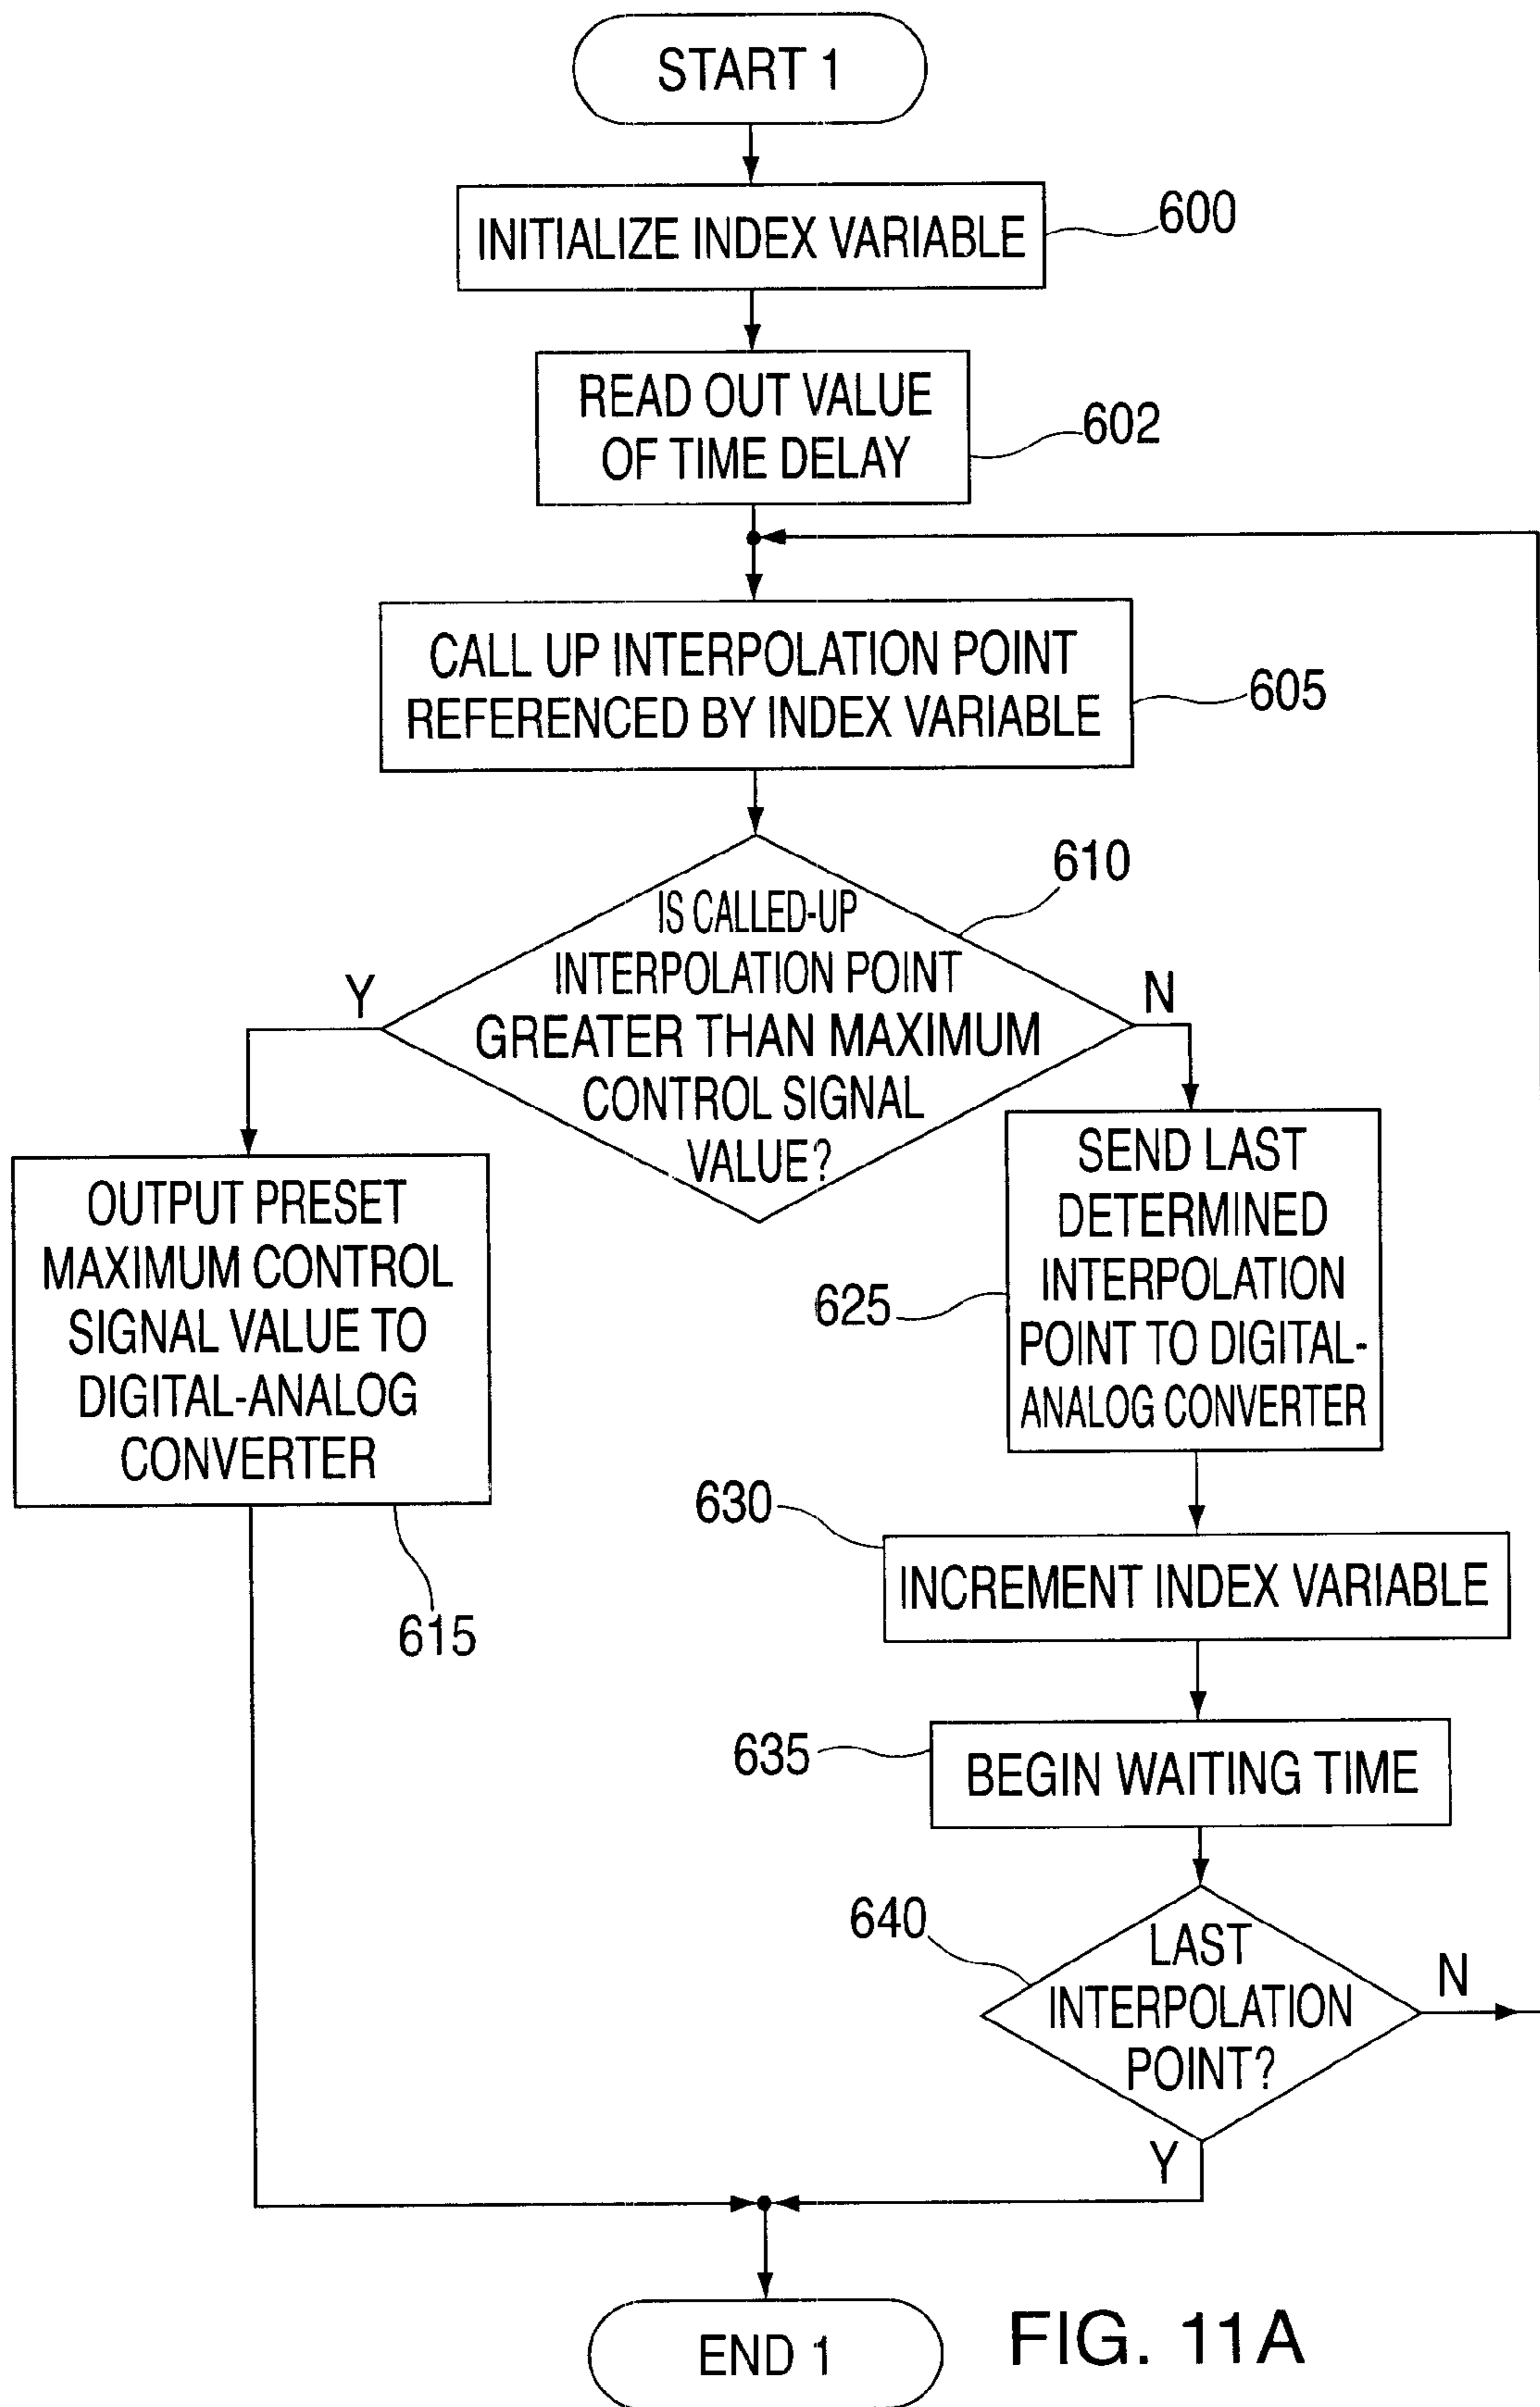 START 1
INITIALIZE INDEX VARIABLE
600
READ OUT VALUE
OF TIME DELAY
602
CALL UP INTERPOLATION POINT
REFERENCED BY INDEX VARIABLE
605
610
IS CALLED-UP
INTERPOLATION POINT
GREATER THAN MAXIMUM
CONTROL SIGNAL
VALUE?
Y
N
OUTPUT PRESET
MAXIMUM CONTROL
SIGNAL VALUE TO
DIGITAL-ANALOG
CONVERTER
615
SEND LAST
DETERMINED
INTERPOLATION
POINT TO DIGITAL-
ANALOG CONVERTER
625
630
INCREMENT INDEX VARIABLE
635
BEGIN WAITING TIME
640
LAST
INTERPOLATION
POINT?
N
Y
END 1
FIG. 11A